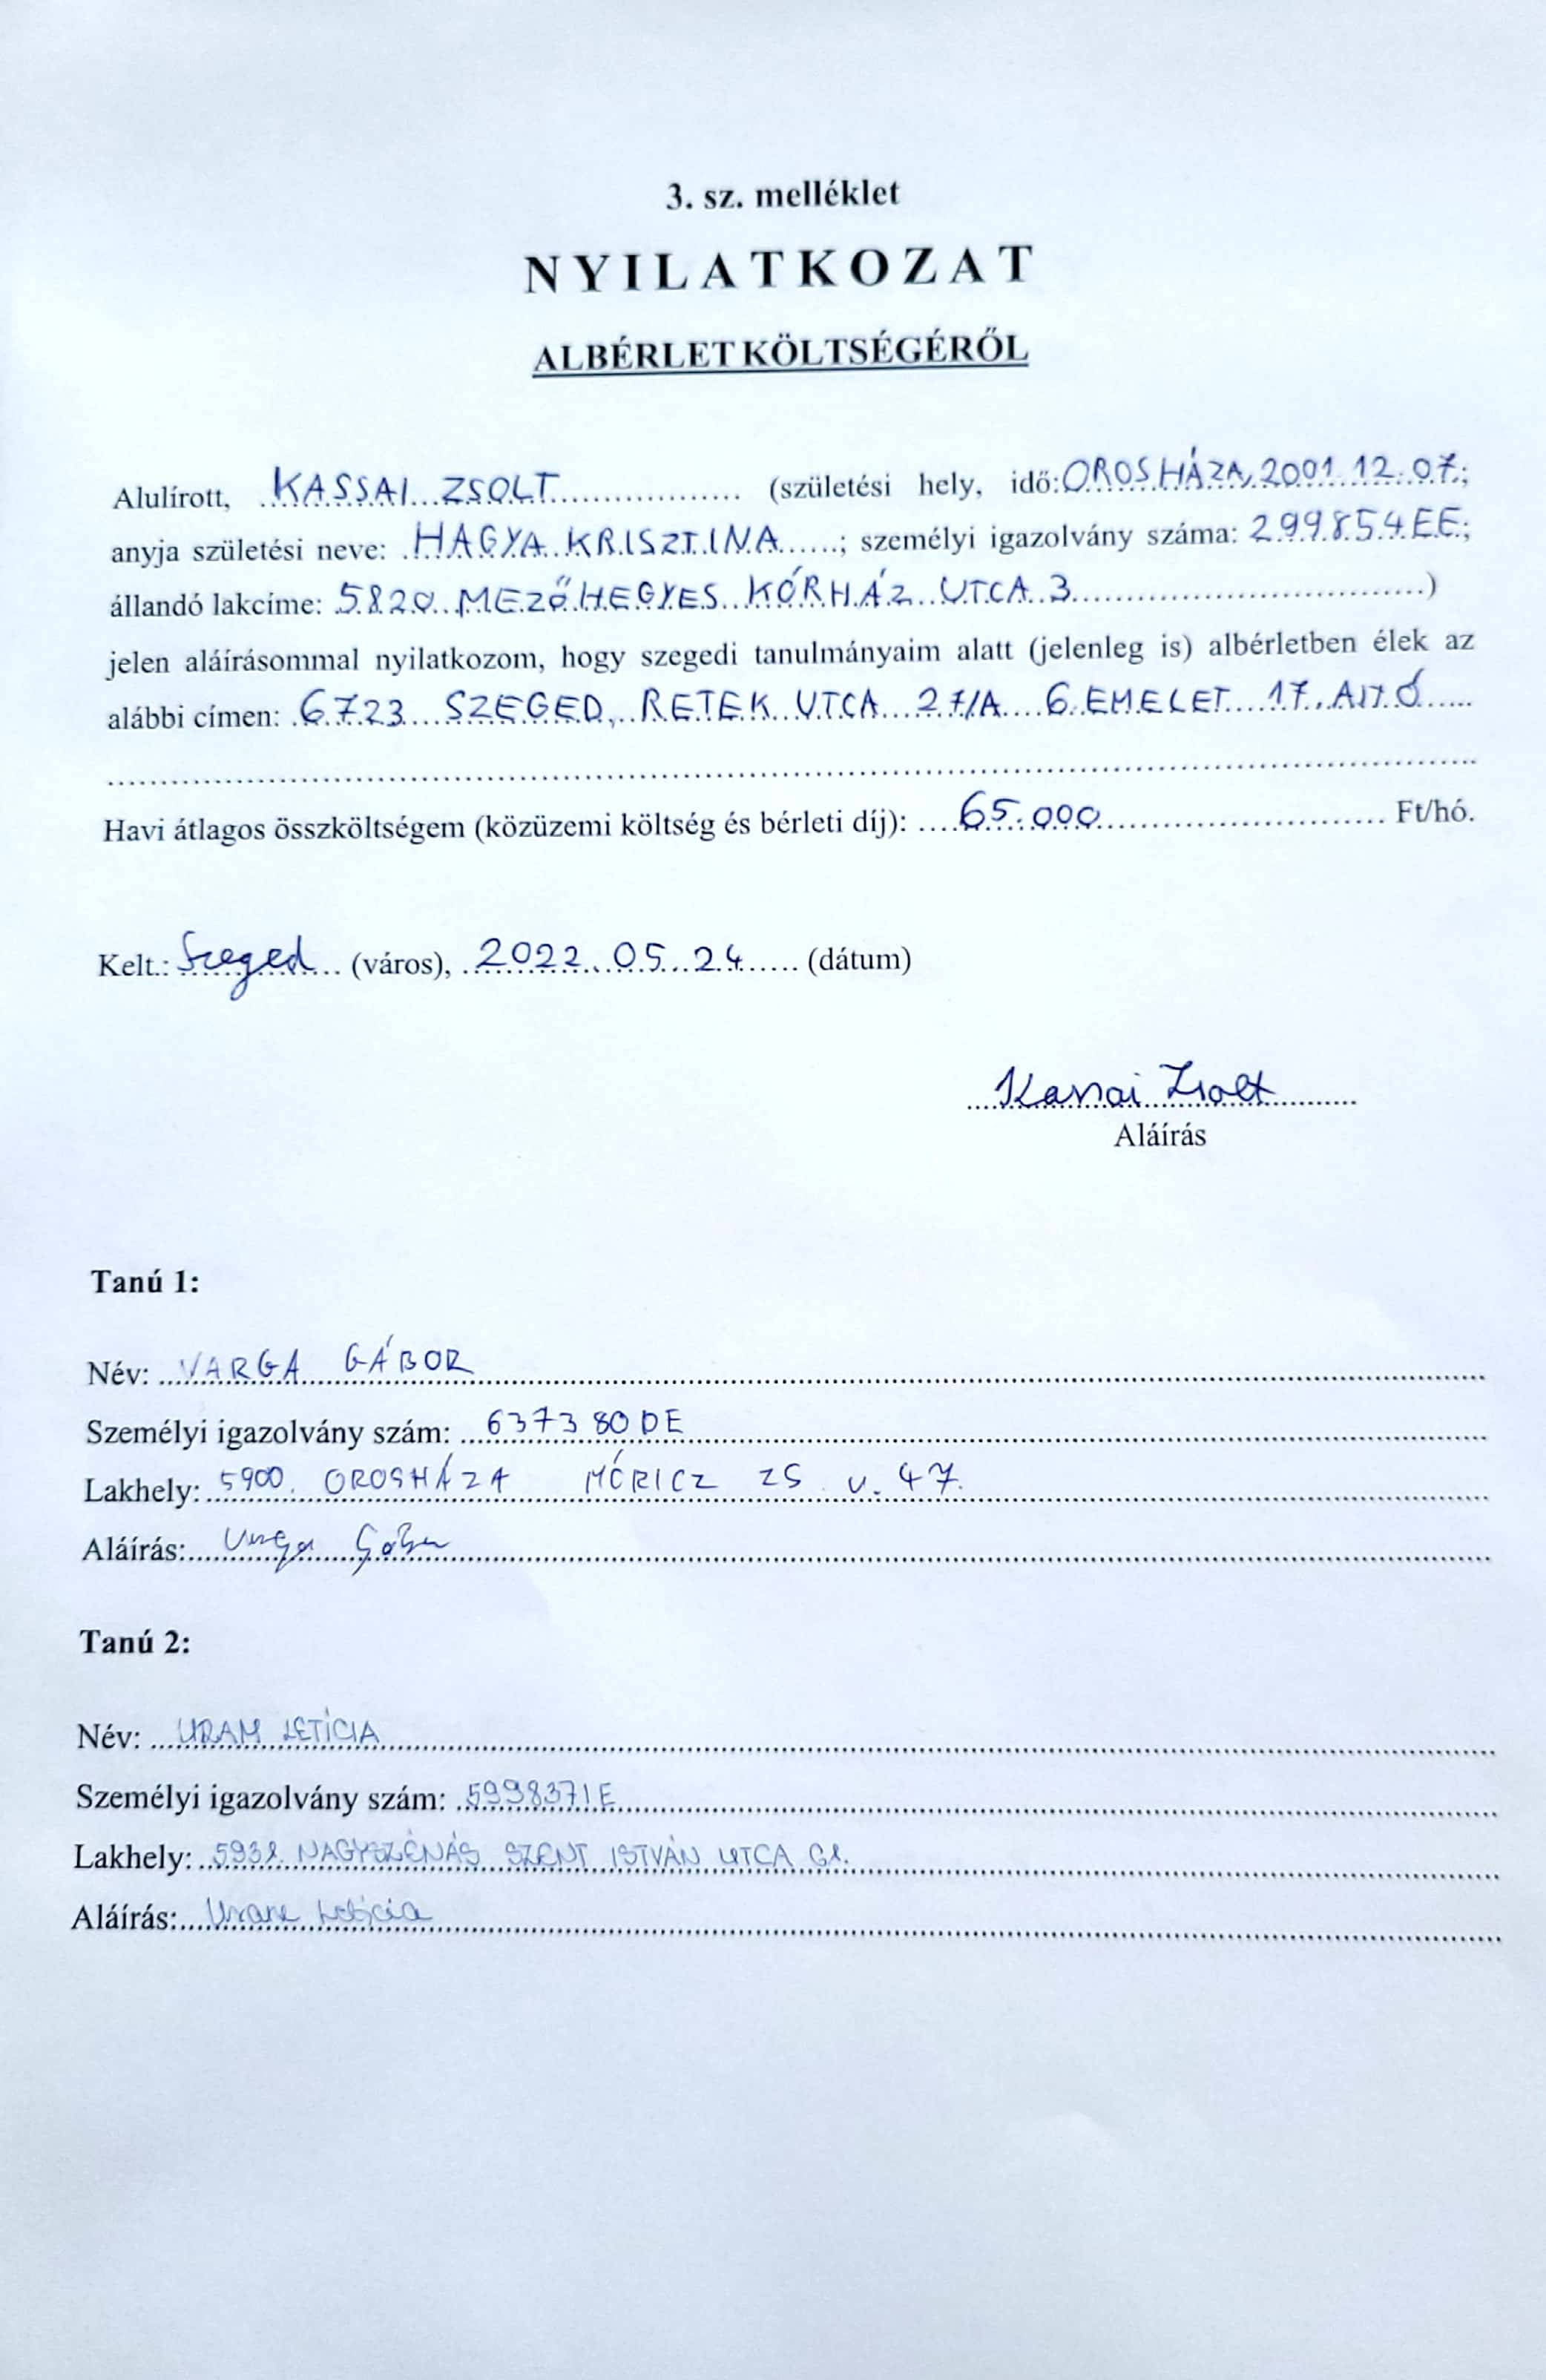 3. sz. melléklet
NYILATKOZAT
ALBÉRLET KÖLTSÉGÉRŐL
Alulírott, KASSAI ZSOLT (születési hely, idő: OROSHÁZA, 2001. 12. 07.;
anyja születési neve: HAGYA KRISZTINA; személyi igazolvány száma: 299854EE;
állandó lakcíme: 5820 MEZŐHEGYES KÓRHÁZ UTCA 3)
jelen aláírásommal nyilatkozom, hogy szegedi tanulmányaim alatt (jelenleg is) albérletben élek az
alábbi címen: 6723 SZEGED, RETEK UTCA 27/A 6. EMELET 17. AJTÓ
Havi átlagos összköltségem (közüzemi költség és bérleti díj): 65.000 Ft/hó.
Kelt.: Szeged (város), 2022. 05. 24 (dátum)
Kassai Zsolt
Aláírás
Tanú 1:
Név: VARGA GÁBOR
Személyi igazolvány szám: 637380DE
Lakhely: 5900. OROSHÁZA MÓRICZ ZS u. 47.
Aláírás: Varga Gábor
Tanú 2:
Név: URAM LETÍCIA
Személyi igazolvány szám: 599837IE
Lakhely: 5931. NAGYSZÉNÁS SZENT ISTVÁN UTCA
Aláírás: Uram Letícia